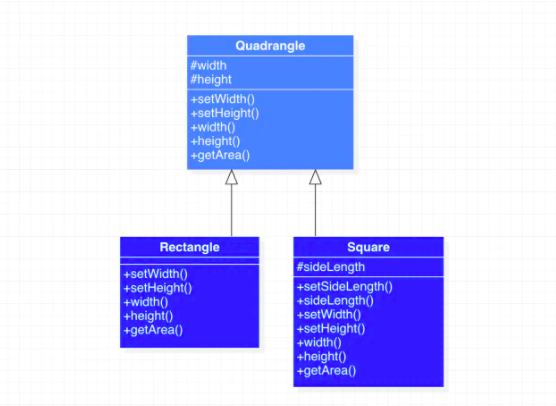 Quadrangle
#width
#height
+setWidth()
+setHeight()
+width()
+height()
+getArea()
Rectangle
+setWidth()
+setHeight()
+width()
+height()
+getArea()
Square
#sideLength
+setSideLength()
+sideLength()
+setWidth()
+setHeight()
+width()
+height()
+getArea()